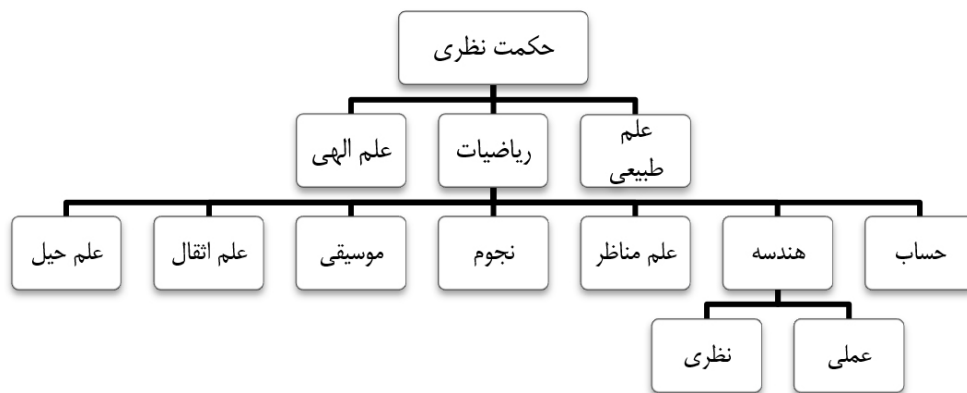 حکمت نظری
علم
طبیعی
ریاضیات
علم الهی
حساب
هندسه
علم مناظر
نجوم
موسیقی
علم اثقال
علم حیل
عملی
نظری